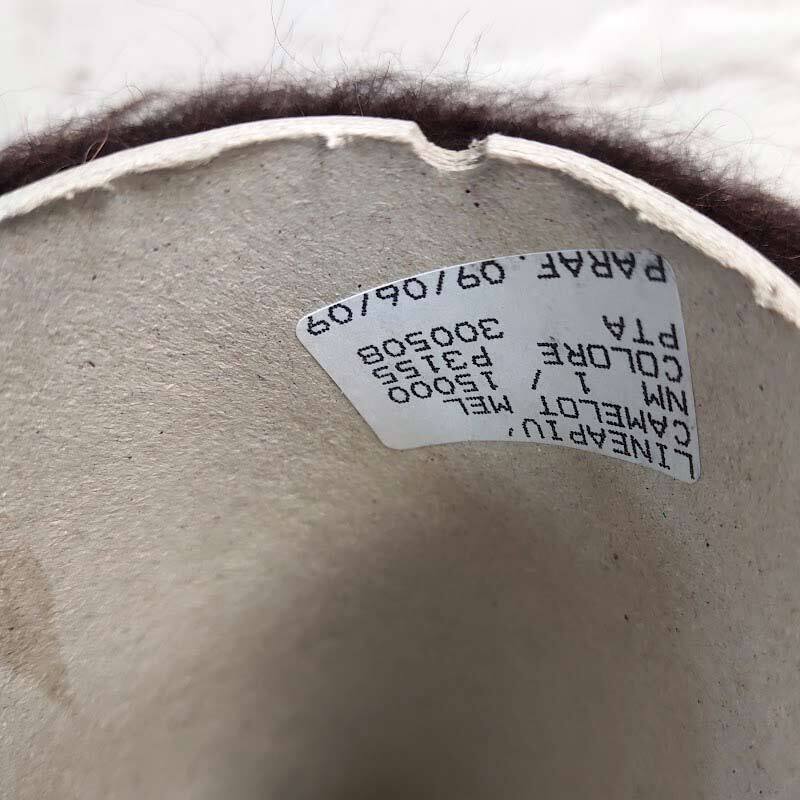 LINEAPIU'
CAMELOT MEL
NM 1/ 15000
COLORE P3155
PTA 300508
PARAF. 09/06/09